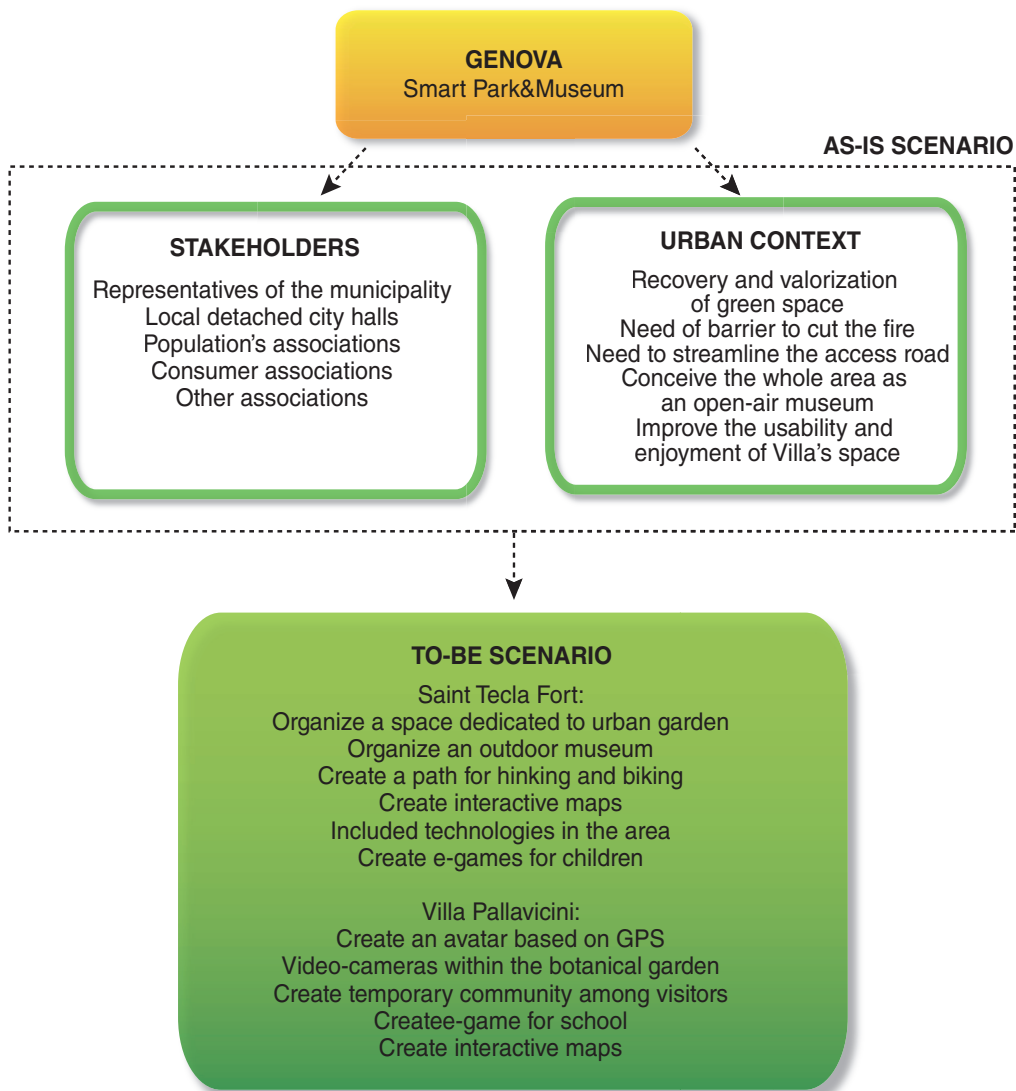 GENOVA
Smart Park&Museum
AS-IS SCENARIO
STAKEHOLDERS
Representatives of the municipality
Local detached city halls
Population’s associations
Consumer associations
Other associations
URBAN CONTEXT
Recovery and valorization
of green space
Need of barrier to cut the fire
Need to streamline the access road
Conceive the whole area as
an open-air museum
Improve the usability and
enjoyment of Villa’s space
TO-BE SCENARIO
Saint Tecla Fort:
Organize a space dedicated to urban garden
Organize an outdoor museum
Create a path for hinking and biking
Create interactive maps
Included technologies in the area
Create e-games for children
Villa Pallavicini:
Create an avatar based on GPS
Video-cameras within the botanical garden
Create temporary community among visitors
Createe-game for school
Create interactive maps